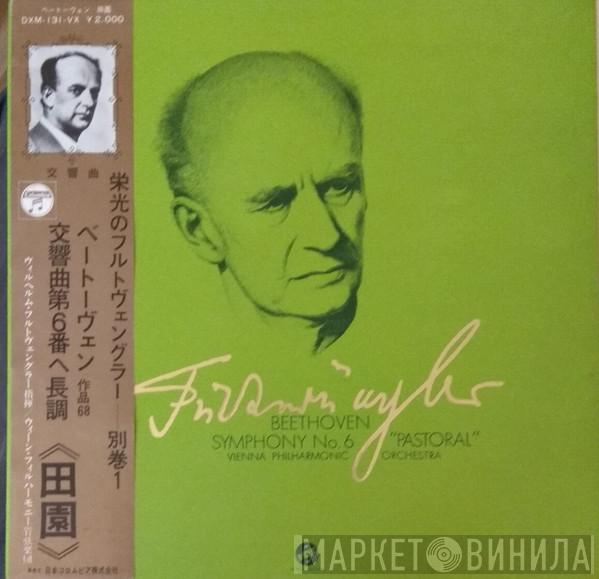 ベートーヴェン 田園
DXM-131-VX ¥2,000
交響曲
栄光のフルトヴェングラー——別巻1
ベートーヴェン 作品68
交響曲第6番ヘ長調
《田園》
ウィルヘルム・フルトヴェングラー指揮／ウィーン・フィルハーモニー管弦楽団
日本コロムビア株式会社
Furtwängler
BEETHOVEN
SYMPHONY No. 6 "PASTORAL"
VIENNA PHILHARMONIC ORCHESTRA
МАРКЕТ ВИНИЛА